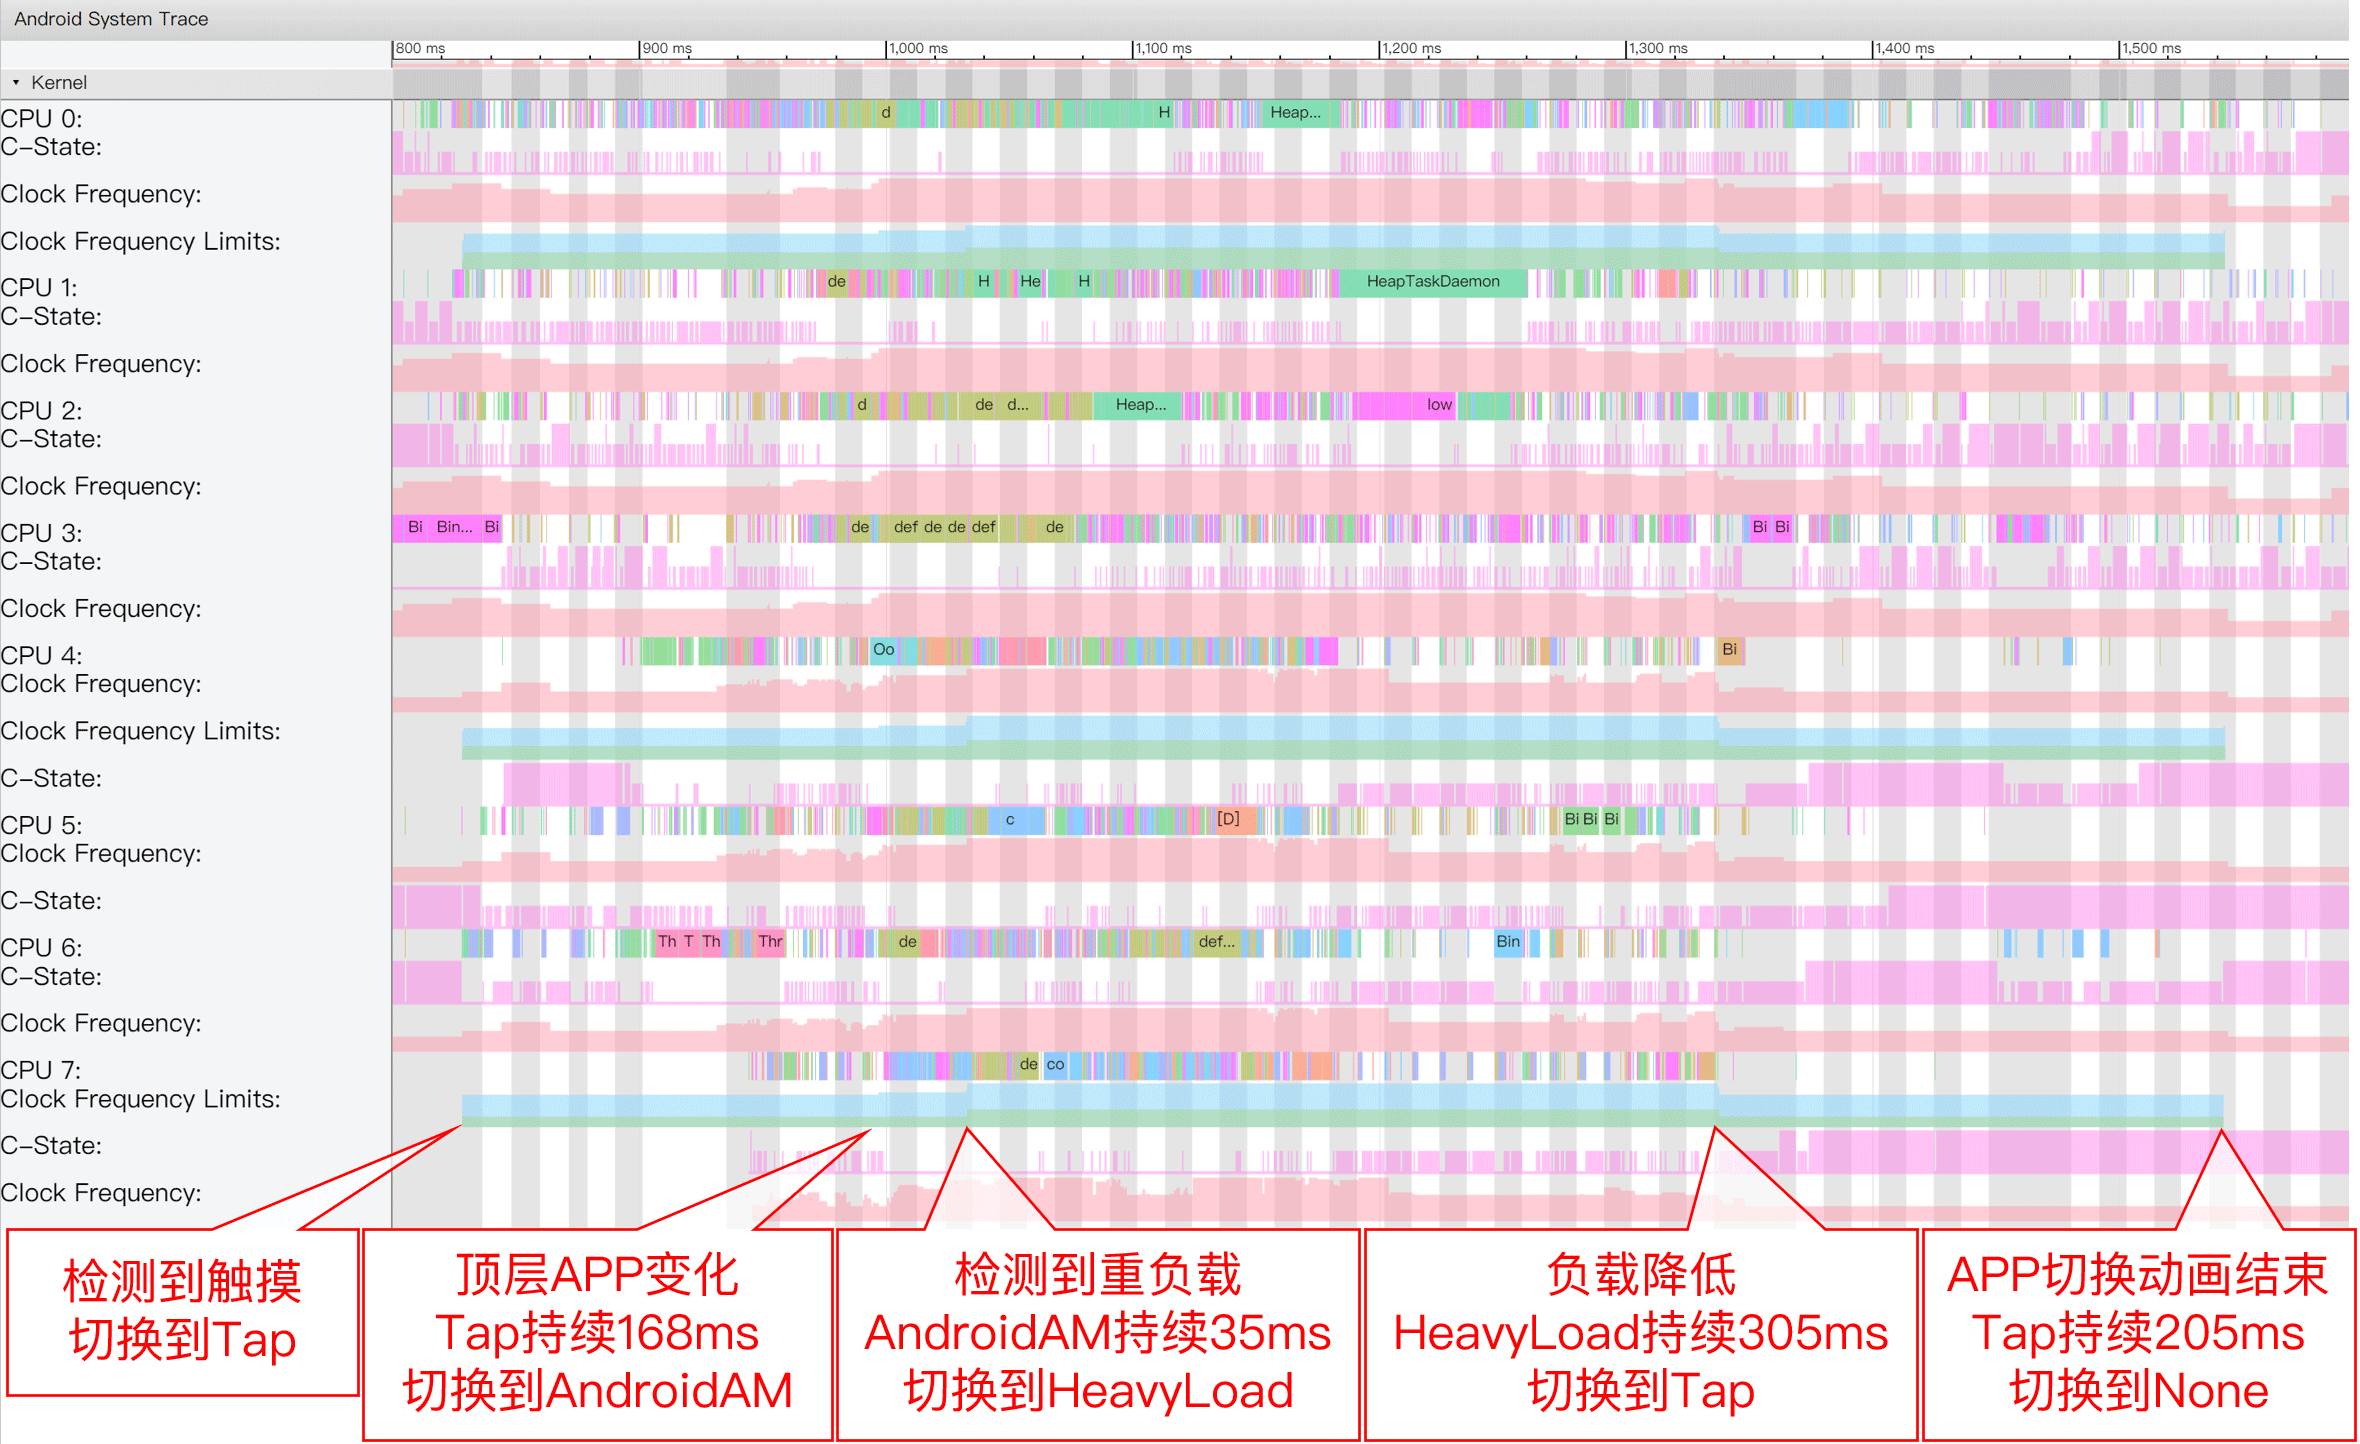 Android System Trace
800 ms 900 ms 1,000 ms 1,100 ms 1,200 ms 1,300 ms 1,400 ms 1,500 ms
Kernel
CPU 0: d H Heap...
C-State:
Clock Frequency:
Clock Frequency Limits:
CPU 1: de H He H HeapTaskDaemon
C-State:
Clock Frequency:
CPU 2: d de d... Heap... low
C-State:
Clock Frequency:
CPU 3: Bi Bin... Bi de def de de def de Bi Bi
C-State:
Clock Frequency:
CPU 4: Oo Bi
Clock Frequency:
Clock Frequency Limits:
C-State:
CPU 5: c [D] Bi Bi Bi
Clock Frequency:
C-State:
CPU 6: Th T Th Thr de def... Bin
C-State:
Clock Frequency:
CPU 7: de co
Clock Frequency Limits:
C-State:
Clock Frequency:
检测到触摸
切换到Tap
顶层APP变化
Tap持续168ms
切换到AndroidAM
检测到重负载
AndroidAM持续35ms
切换到HeavyLoad
负载降低
HeavyLoad持续305ms
切换到Tap
APP切换动画结束
Tap持续205ms
切换到None